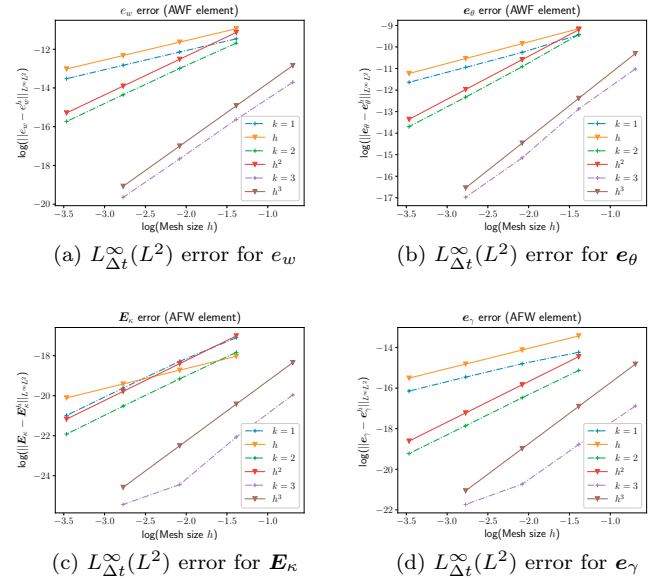 e_w error (AWF element)
log(||e_w − e_w^h||_{L^∞L^2})
−12
−14
−16
−18
−20
k = 1
h
k = 2
h^2
k = 3
h^3
−3.5 −3.0 −2.5 −2.0 −1.5 −1.0
log(Mesh size h)
(a) L^∞_{Δt}(L^2) error for e_w
e_θ error (AWF element)
log(||e_θ − e_θ^h||_{L^∞L^2})
−9
−10
−11
−12
−13
−14
−15
−16
−17
k = 1
h
k = 2
h^2
k = 3
h^3
−3.5 −3.0 −2.5 −2.0 −1.5 −1.0
log(Mesh size h)
(b) L^∞_{Δt}(L^2) error for e_θ
E_κ error (AFW element)
log(||E_κ − E_κ^h||_{L^∞L^2})
−18
−20
−22
−24
k = 1
h
k = 2
h^2
k = 3
h^3
−3.5 −3.0 −2.5 −2.0 −1.5 −1.0
log(Mesh size h)
(c) L^∞_{Δt}(L^2) error for E_κ
e_γ error (AFW element)
log(||e_γ − e_γ^h||_{L^∞L^2})
−14
−16
−18
−20
−22
k = 1
h
k = 2
h^2
k = 3
h^3
−3.5 −3.0 −2.5 −2.0 −1.5 −1.0
log(Mesh size h)
(d) L^∞_{Δt}(L^2) error for e_γ